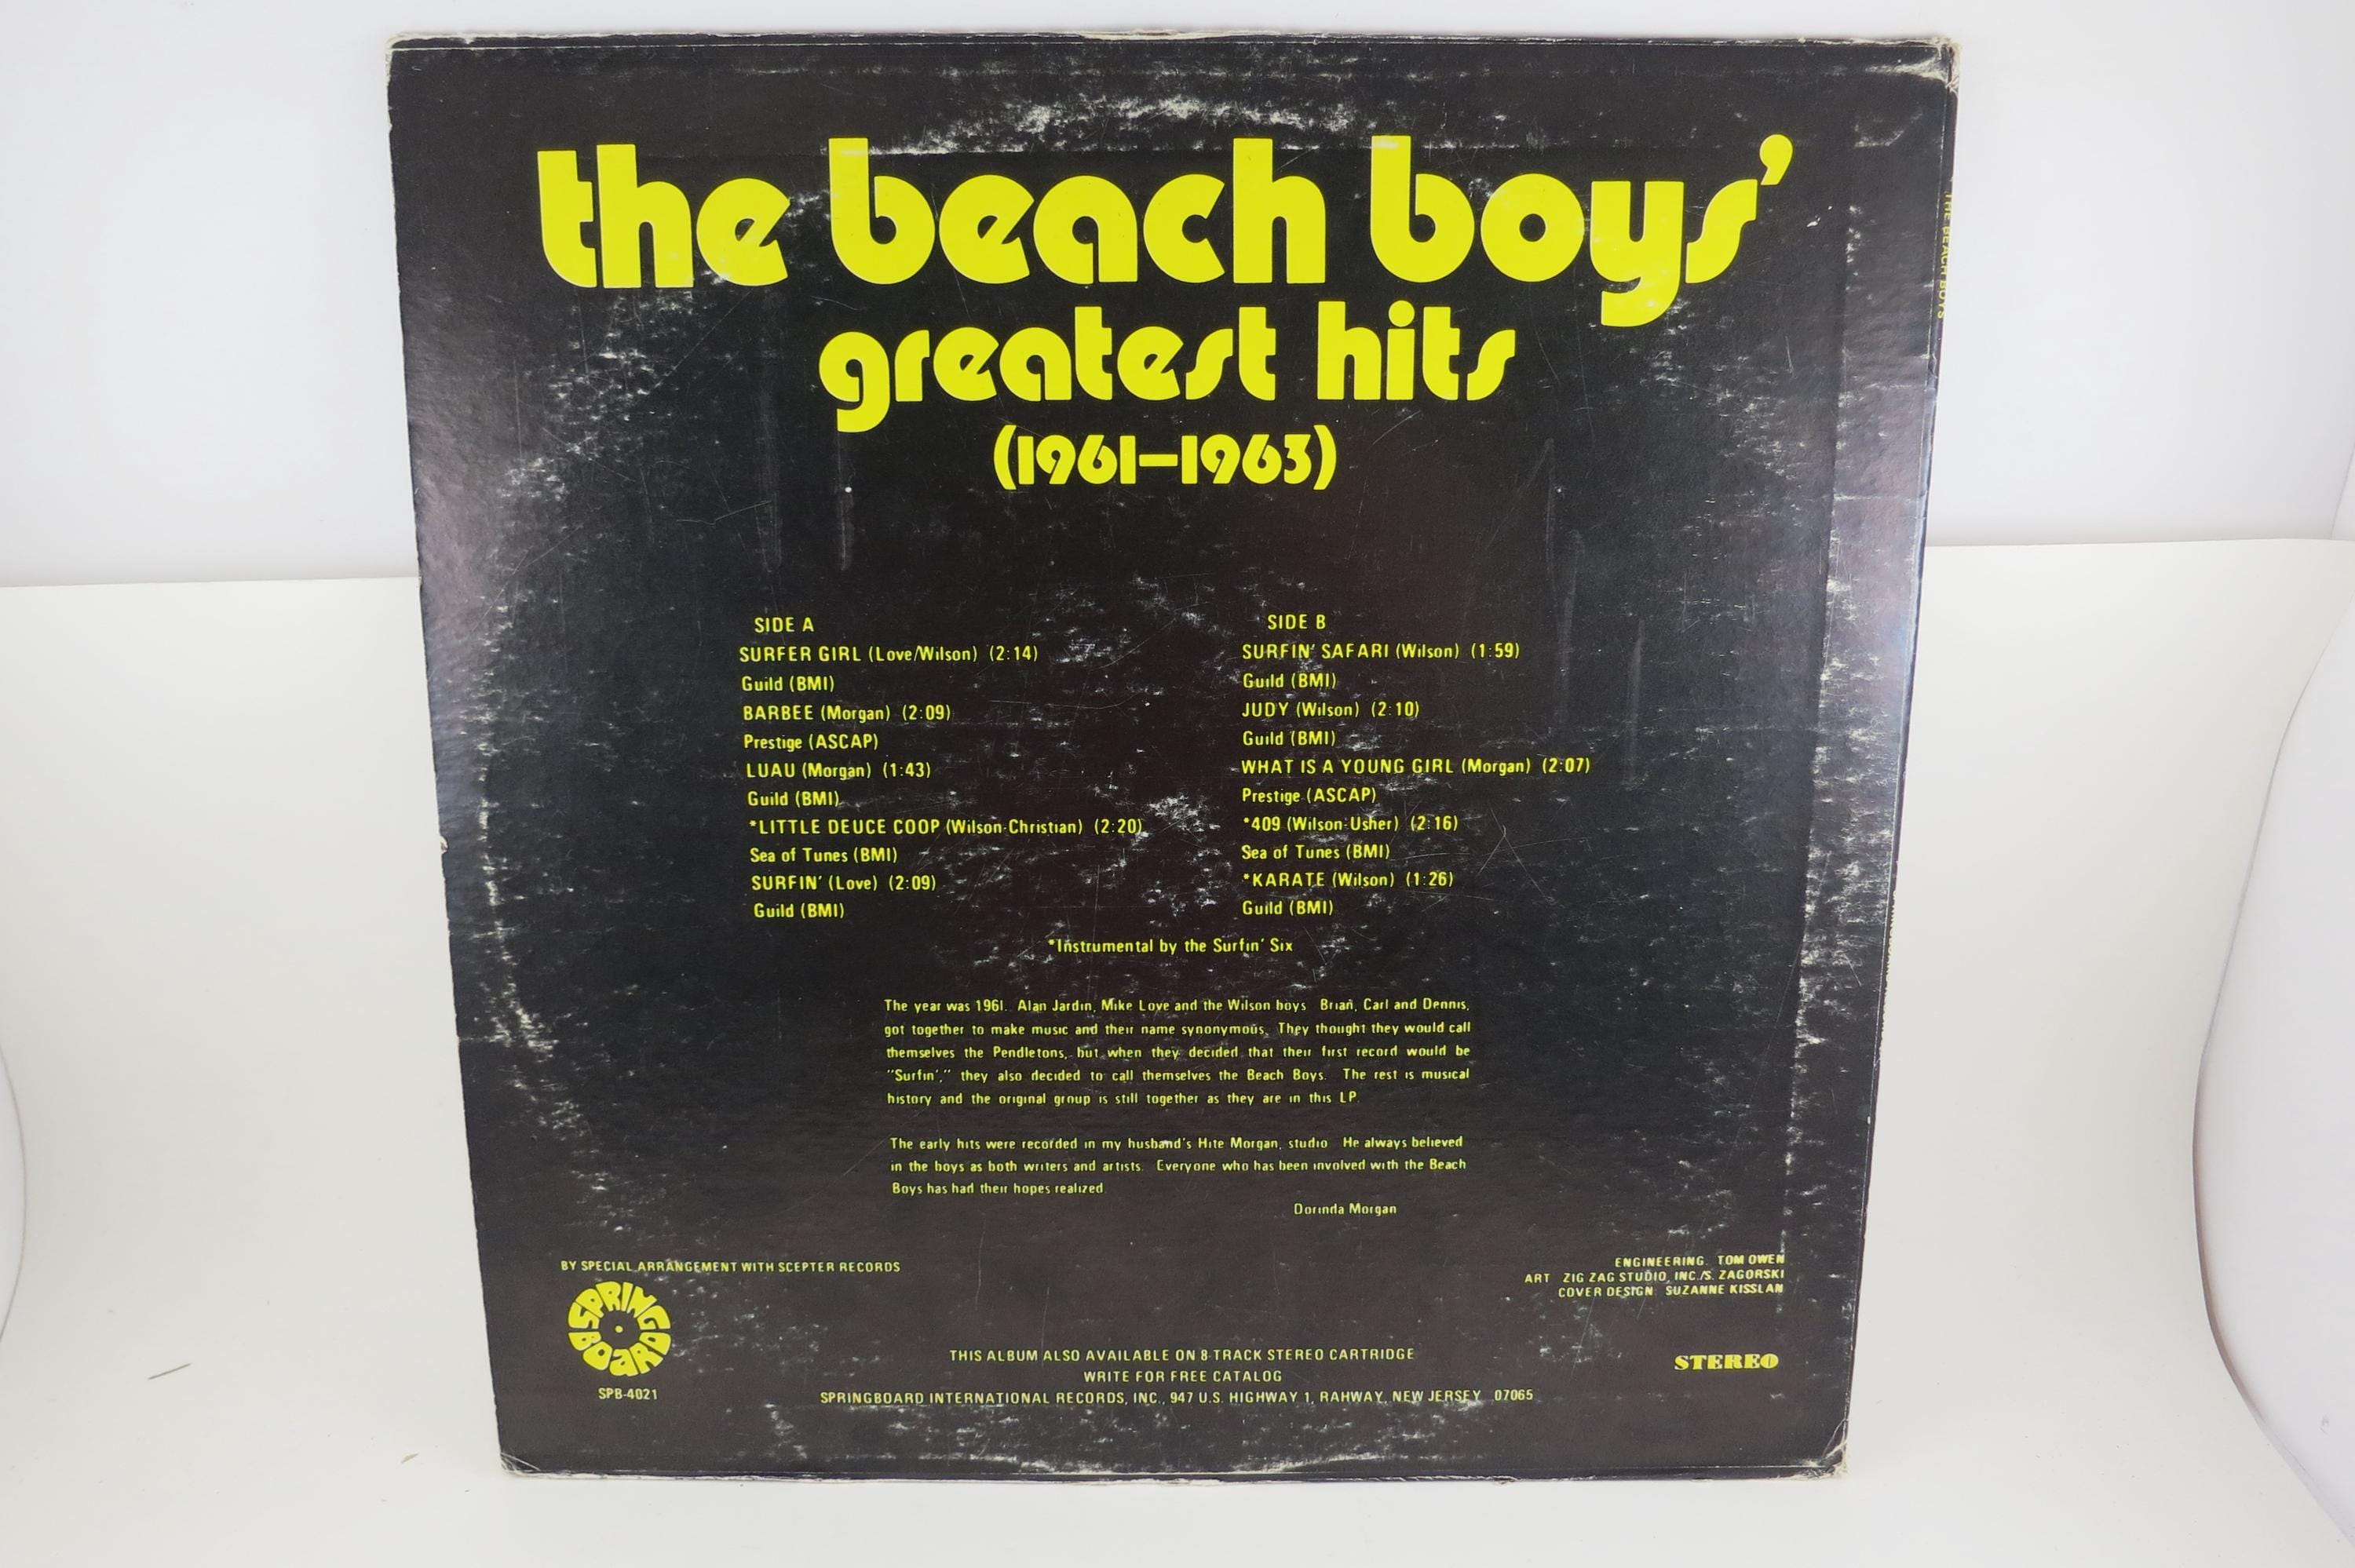 the beach boys'
greatest hits
(1961–1963)
THE BEACH BOYS
SIDE A
SURFER GIRL (Love/Wilson) (2:14)
Guild (BMI)
BARBEE (Morgan) (2:09)
Prestige (ASCAP)
LUAU (Morgan) (1:43)
Guild (BMI)
*LITTLE DEUCE COOP (Wilson-Christian) (2:20)
Sea of Tunes (BMI)
SURFIN' (Love) (2:09)
Guild (BMI)
SIDE B
SURFIN' SAFARI (Wilson) (1:59)
Guild (BMI)
JUDY (Wilson) (2:10)
Guild (BMI)
WHAT IS A YOUNG GIRL (Morgan) (2:07)
Prestige (ASCAP)
*409 (Wilson-Usher) (2:16)
Sea of Tunes (BMI)
*KARATE (Wilson) (1:26)
Guild (BMI)
*Instrumental by the Surfin' Six
The year was 1961. Alan Jardin, Mike Love and the Wilson boys Brian, Carl and Dennis,
got together to make music and their name synonymous. They thought they would call
themselves the Pendletons, but when they decided that their first record would be
"Surfin'," they also decided to call themselves the Beach Boys. The rest is musical
history and the original group is still together as they are in this LP.
The early hits were recorded in my husband's Hite Morgan, studio He always believed
in the boys as both writers and artists. Everyone who has been involved with the Beach
Boys has had their hopes realized.
Dorinda Morgan
BY SPECIAL ARRANGEMENT WITH SCEPTER RECORDS
SPRINGBOARD
SPB-4021
ENGINEERING: TOM OWEN
ART ZIG ZAG STUDIO, INC./S. ZAGORSKI
COVER DESIGN: SUZANNE KISSLAN
STEREO
THIS ALBUM ALSO AVAILABLE ON 8-TRACK STEREO CARTRIDGE
WRITE FOR FREE CATALOG
SPRINGBOARD INTERNATIONAL RECORDS, INC., 947 U.S. HIGHWAY 1, RAHWAY, NEW JERSEY 07065